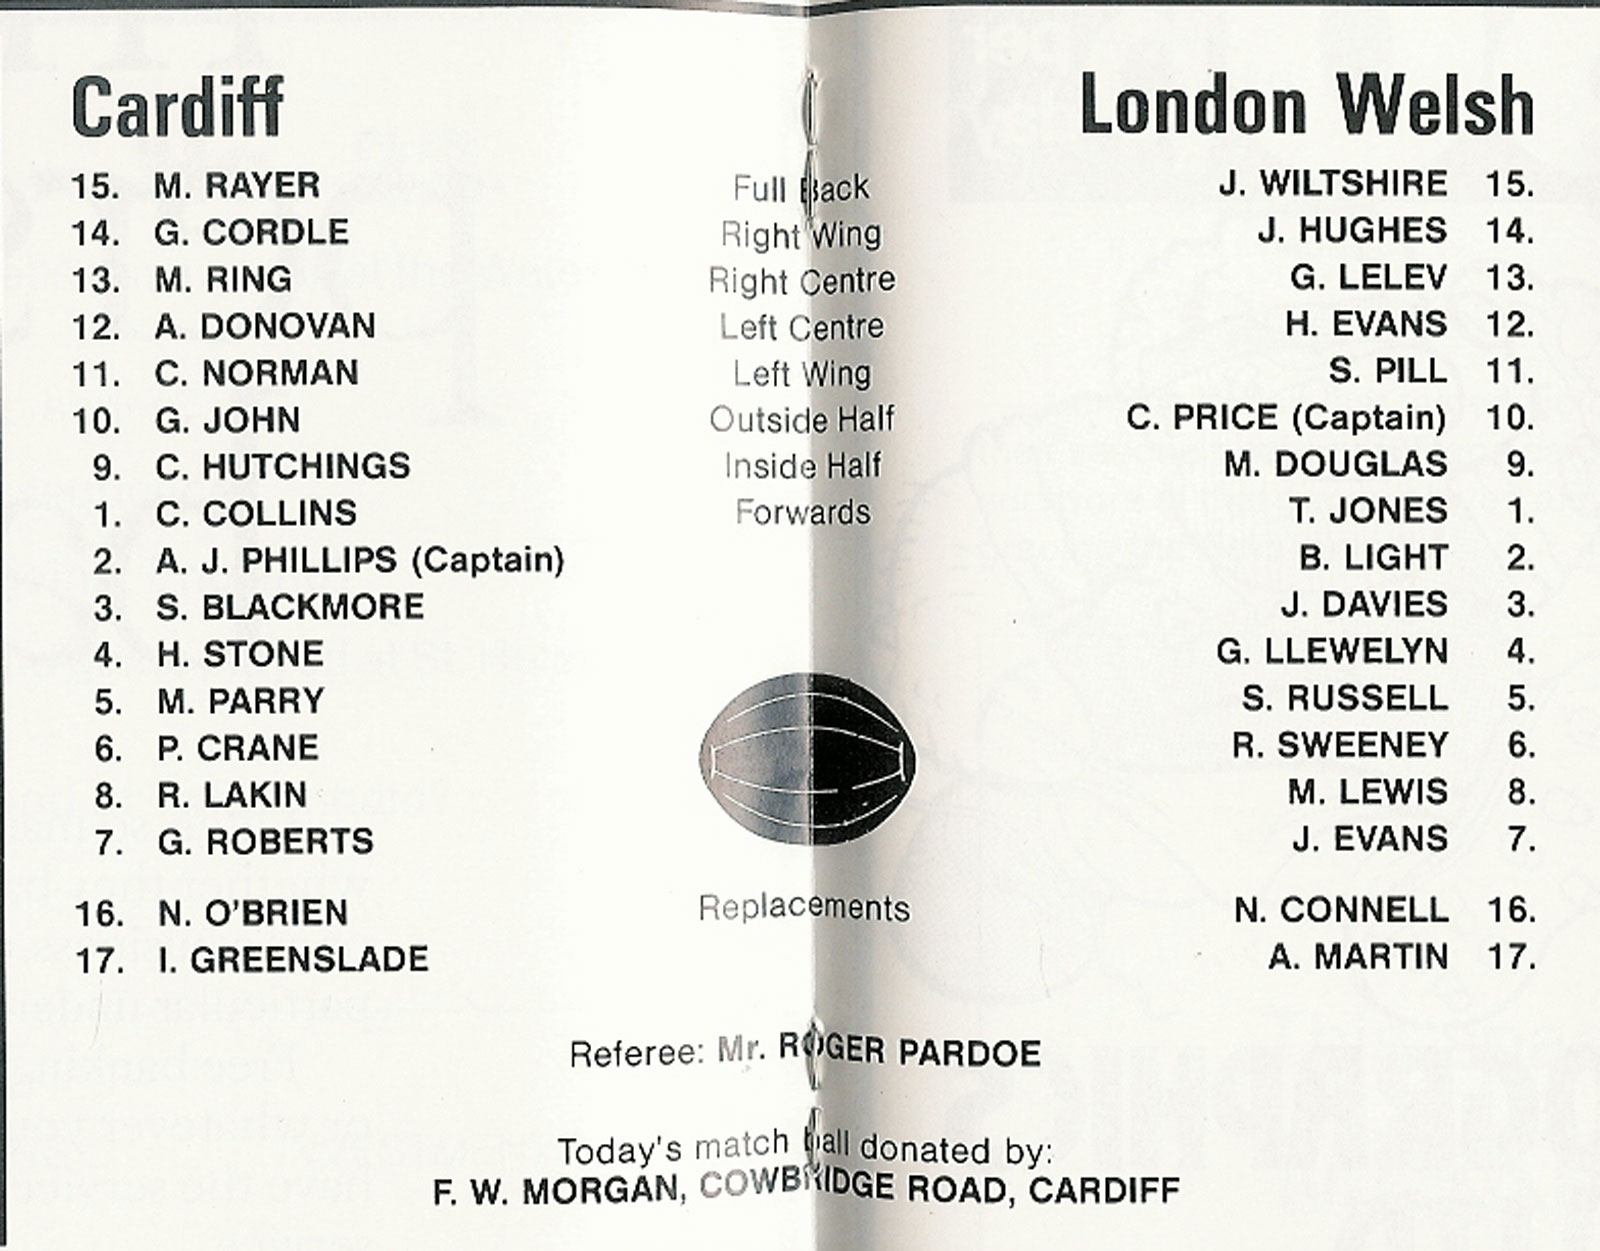 Cardiff London Welsh
15. M. RAYER Full Back J. WILTSHIRE 15.
14. G. CORDLE Right Wing J. HUGHES 14.
13. M. RING Right Centre G. LELEV 13.
12. A. DONOVAN Left Centre H. EVANS 12.
11. C. NORMAN Left Wing S. PILL 11.
10. G. JOHN Outside Half C. PRICE (Captain) 10.
9. C. HUTCHINGS Inside Half M. DOUGLAS 9.
1. C. COLLINS Forwards T. JONES 1.
2. A. J. PHILLIPS (Captain) B. LIGHT 2.
3. S. BLACKMORE J. DAVIES 3.
4. H. STONE G. LLEWELYN 4.
5. M. PARRY S. RUSSELL 5.
6. P. CRANE R. SWEENEY 6.
8. R. LAKIN M. LEWIS 8.
7. G. ROBERTS J. EVANS 7.
16. N. O'BRIEN Replacements N. CONNELL 16.
17. I. GREENSLADE A. MARTIN 17.
Referee: Mr. ROGER PARDOE
Today's match ball donated by:
F. W. MORGAN, COWBRIDGE ROAD, CARDIFF